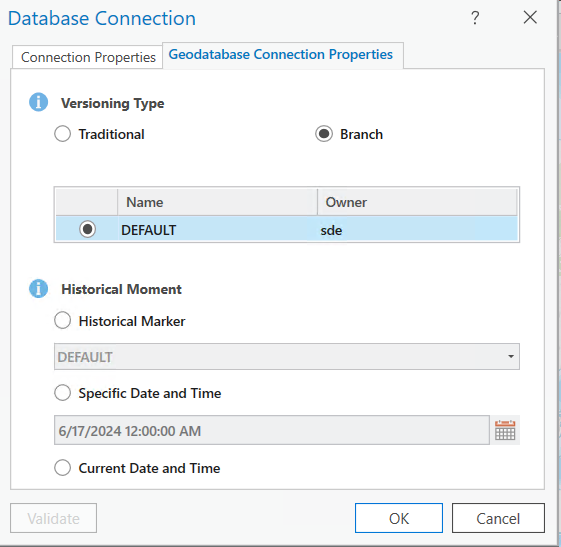 Database Connection ?
Connection Properties Geodatabase Connection Properties
Versioning Type
Traditional Branch
Name Owner
DEFAULT sde
Historical Moment
Historical Marker
DEFAULT
Specific Date and Time
6/17/2024 12:00:00 AM
Current Date and Time
Validate OK Cancel